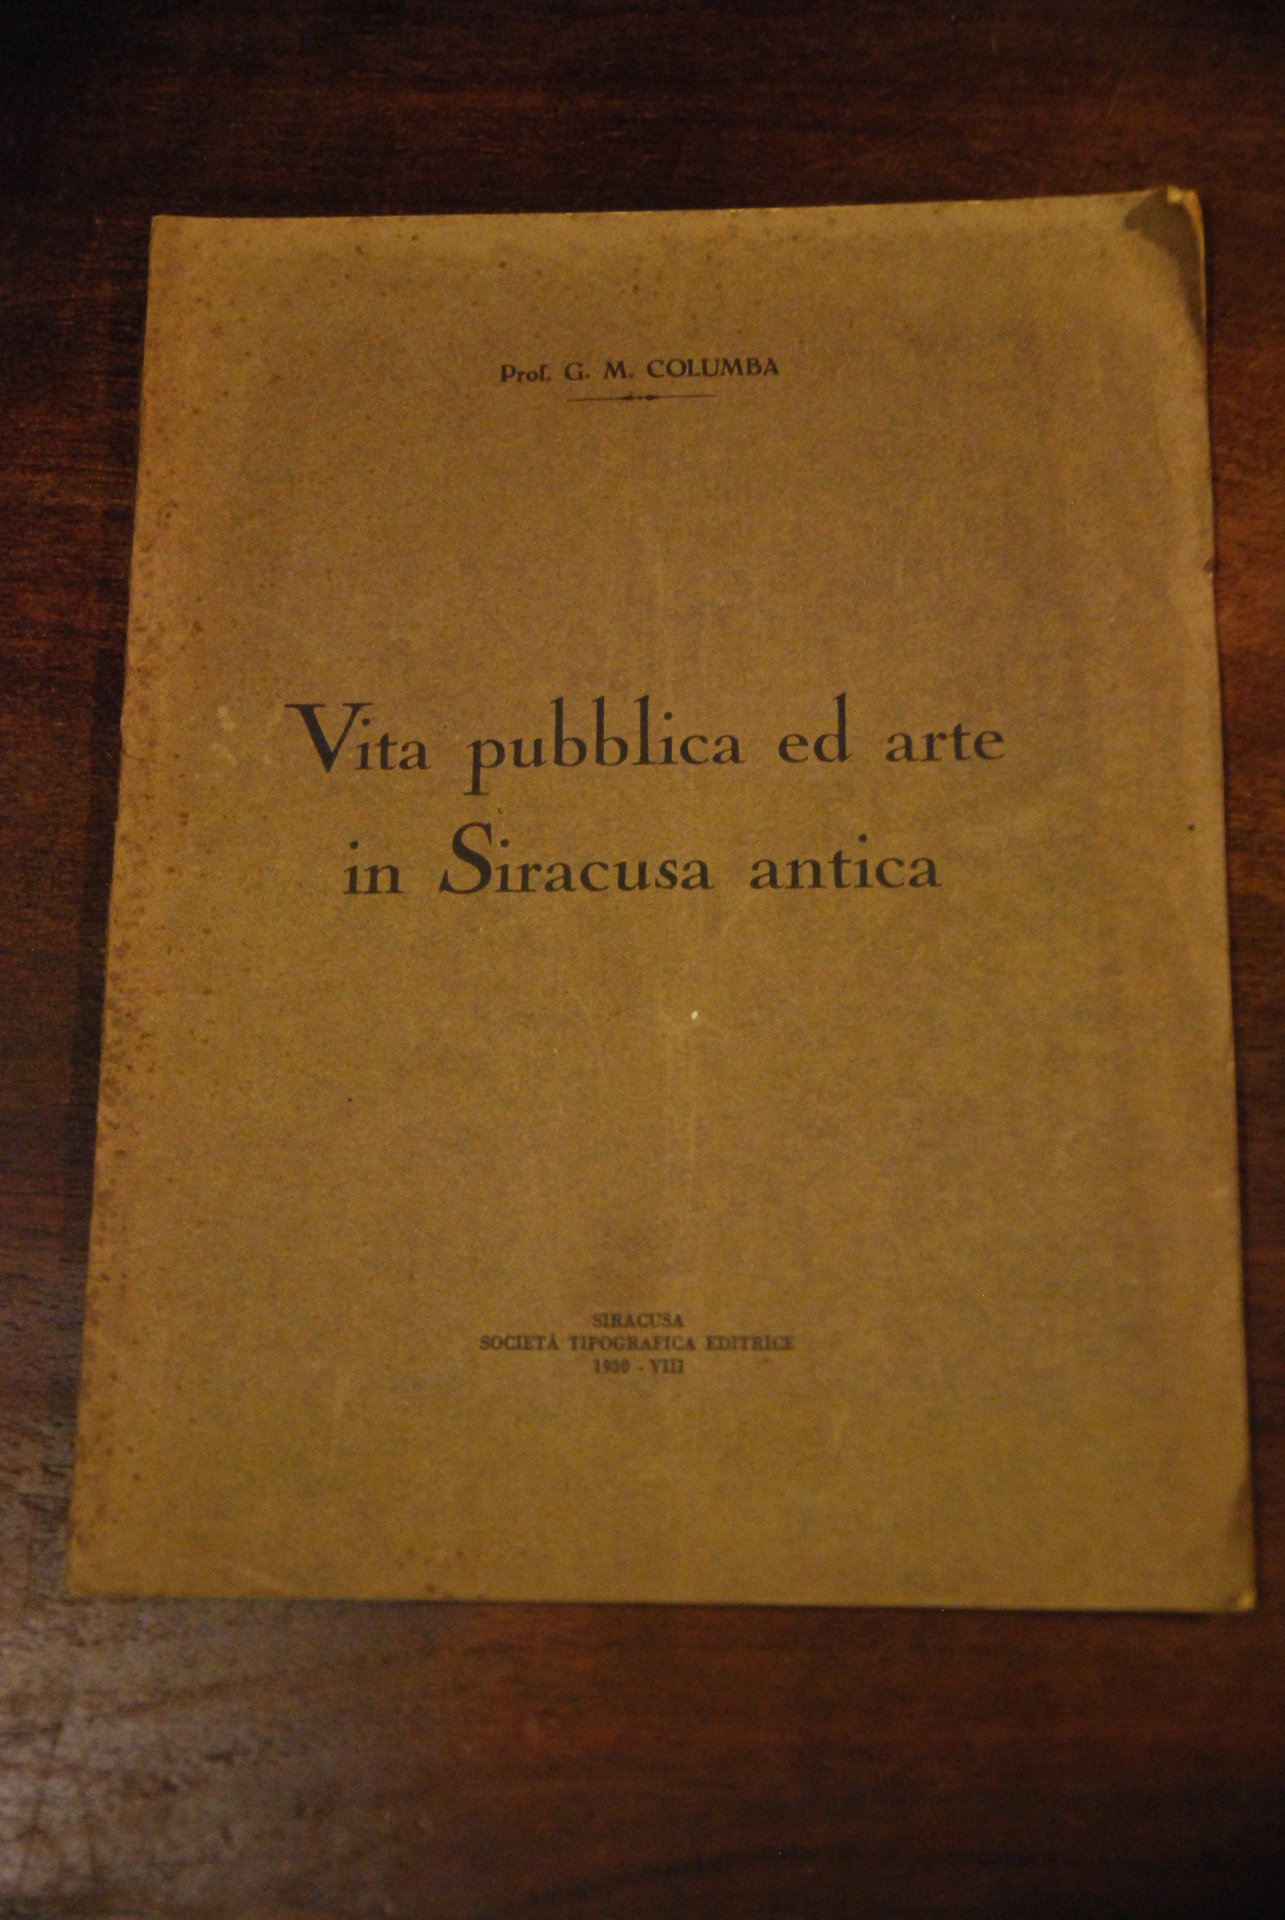 Prof. G. M. COLUMBA
Vita pubblica ed arte
in Siracusa antica
SIRACUSA
SOCIETÀ TIPOGRAFICA EDITRICE
1930 - VIII